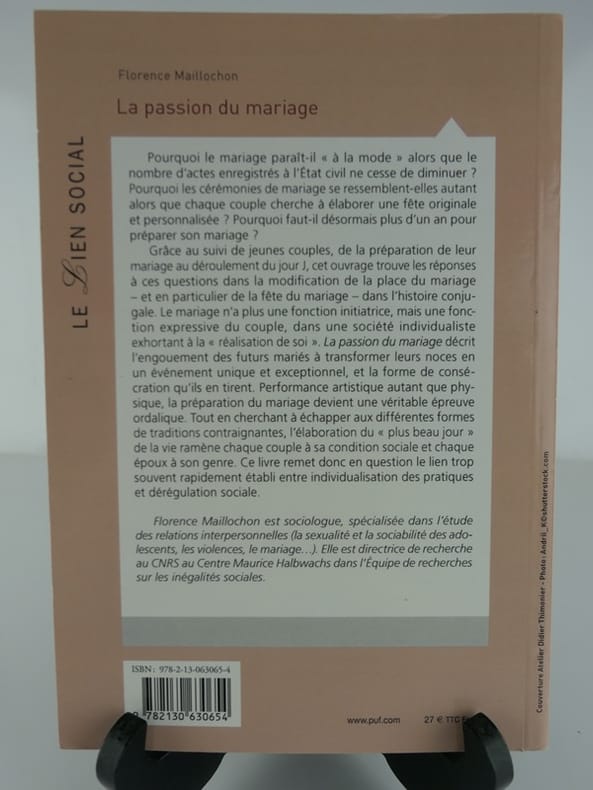 Florence Maillochon
La passion du mariage
LE LIEN SOCIAL
Pourquoi le mariage paraît-il « à la mode » alors que le
nombre d'actes enregistrés à l'État civil ne cesse de diminuer ?
Pourquoi les cérémonies de mariage se ressemblent-elles autant
alors que chaque couple cherche à élaborer une fête originale
et personnalisée ? Pourquoi faut-il désormais plus d'un an pour
préparer son mariage ?
Grâce au suivi de jeunes couples, de la préparation de leur
mariage au déroulement du jour J, cet ouvrage trouve les réponses
à ces questions dans la modification de la place du mariage
– et en particulier de la fête du mariage – dans l'histoire conju-
gale. Le mariage n'a plus une fonction initiatrice, mais une fonc-
tion expressive du couple, dans une société individualiste
exhortant à la « réalisation de soi ». La passion du mariage décrit
l'engouement des futurs mariés à transformer leurs noces en
un événement unique et exceptionnel, et la forme de consé-
cration qu'ils en tirent. Performance artistique autant que phy-
sique, la préparation du mariage devient une véritable épreuve
ordalique. Tout en cherchant à échapper aux différentes formes
de traditions contraignantes, l'élaboration du « plus beau jour »
de la vie ramène chaque couple à sa condition sociale et chaque
époux à son genre. Ce livre remet donc en question le lien trop
souvent rapidement établi entre individualisation des pratiques
et dérégulation sociale.
Florence Maillochon est sociologue, spécialisée dans l'étude
des relations interpersonnelles (la sexualité et la sociabilité des ado-
lescents, les violences, le mariage…). Elle est directrice de recherche
au CNRS au Centre Maurice Halbwachs dans l'Équipe de recherches
sur les inégalités sociales.
ISBN : 978-2-13-063065-4
9 782130 630654
www.puf.com
27 € TTC
Couverture Atelier Didier Thimonier - Photo : Andrii_K©shutterstock.com